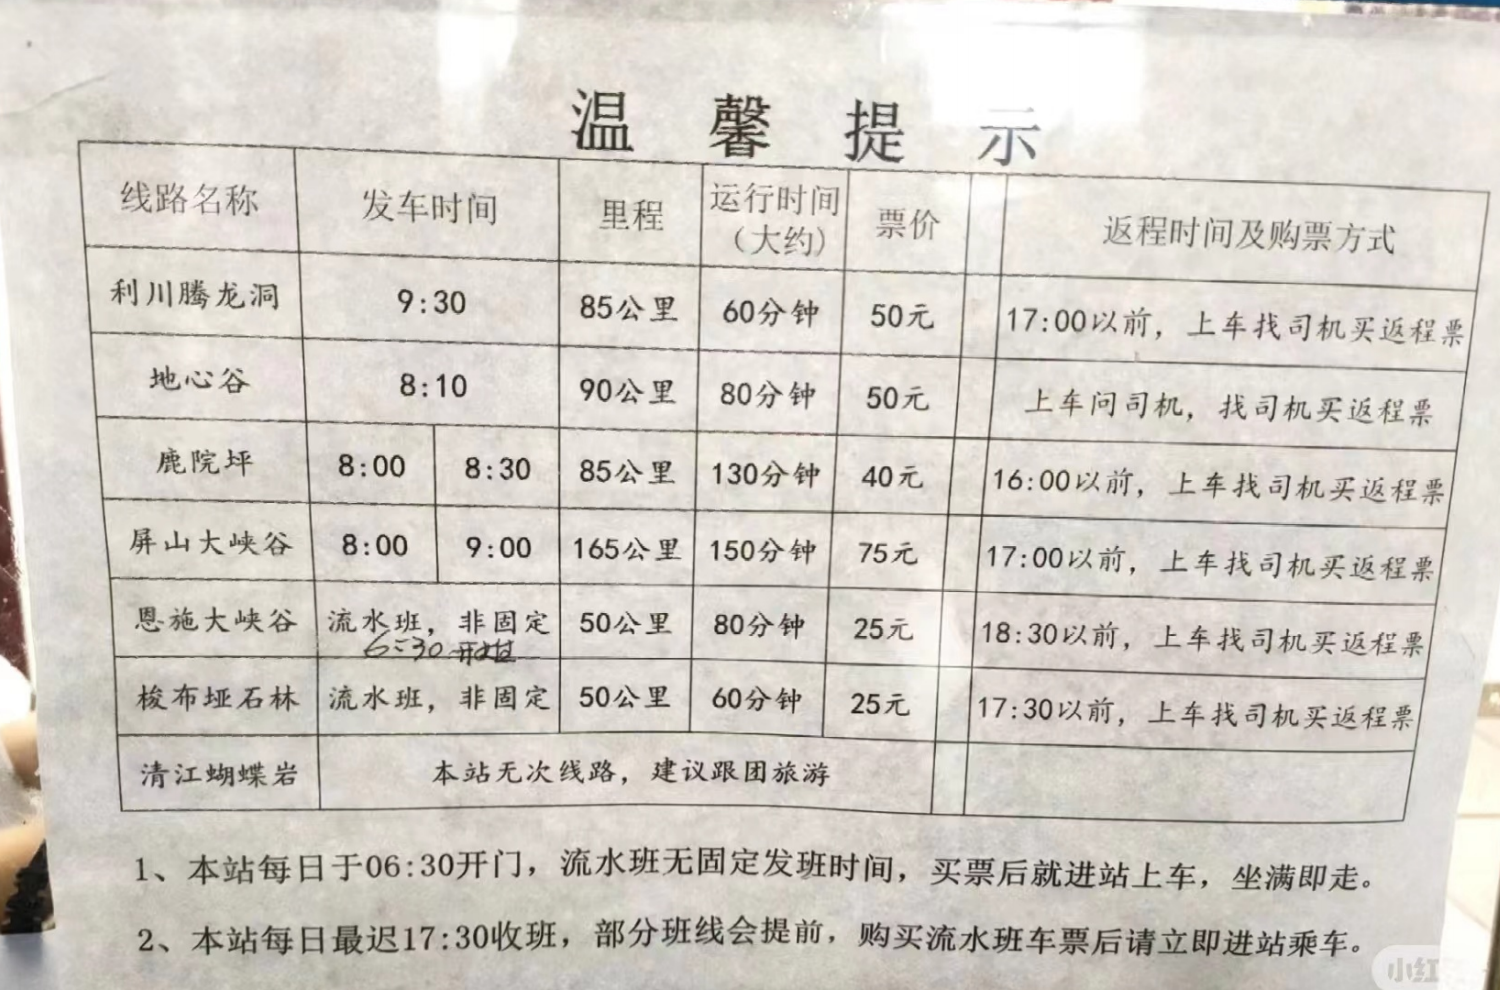 温馨提示
线路名称 发车时间 里程 运行时间（大约） 票价 返程时间及购票方式
利川腾龙洞 9:30 85公里 60分钟 50元 17:00以前，上车找司机买返程票
地心谷 8:10 90公里 80分钟 50元 上车问司机，找司机买返程票
鹿院坪 8:00 8:30 85公里 130分钟 40元 16:00以前，上车找司机买返程票
屏山大峡谷 8:00 9:00 165公里 150分钟 75元 17:00以前，上车找司机买返程票
恩施大峡谷 流水班，非固定 50公里 80分钟 25元 18:30以前，上车找司机买返程票
6:30
梭布垭石林 流水班，非固定 50公里 60分钟 25元 17:30以前，上车找司机买返程票
清江蝴蝶岩 本站无次线路，建议跟团旅游
1、本站每日于06:30开门，流水班无固定发班时间，买票后就进站上车，坐满即走。
2、本站每日最迟17:30收班，部分班线会提前，购买流水班车票后请立即进站乘车。
小红